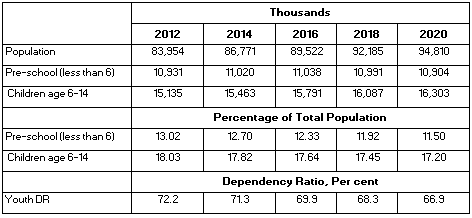 Thousands
2012 2014 2016 2018 2020
Population 83,954 86,771 89,522 92,185 94,810
Pre-school (less than 6) 10,931 11,020 11,038 10,991 10,904
Children age 6-14 15,135 15,463 15,791 16,087 16,303
Percentage of Total Population
Pre-school (less than 6) 13.02 12.70 12.33 11.92 11.50
Children age 6-14 18.03 17.82 17.64 17.45 17.20
Dependency Ratio, Per cent
Youth DR 72.2 71.3 69.9 68.3 66.9